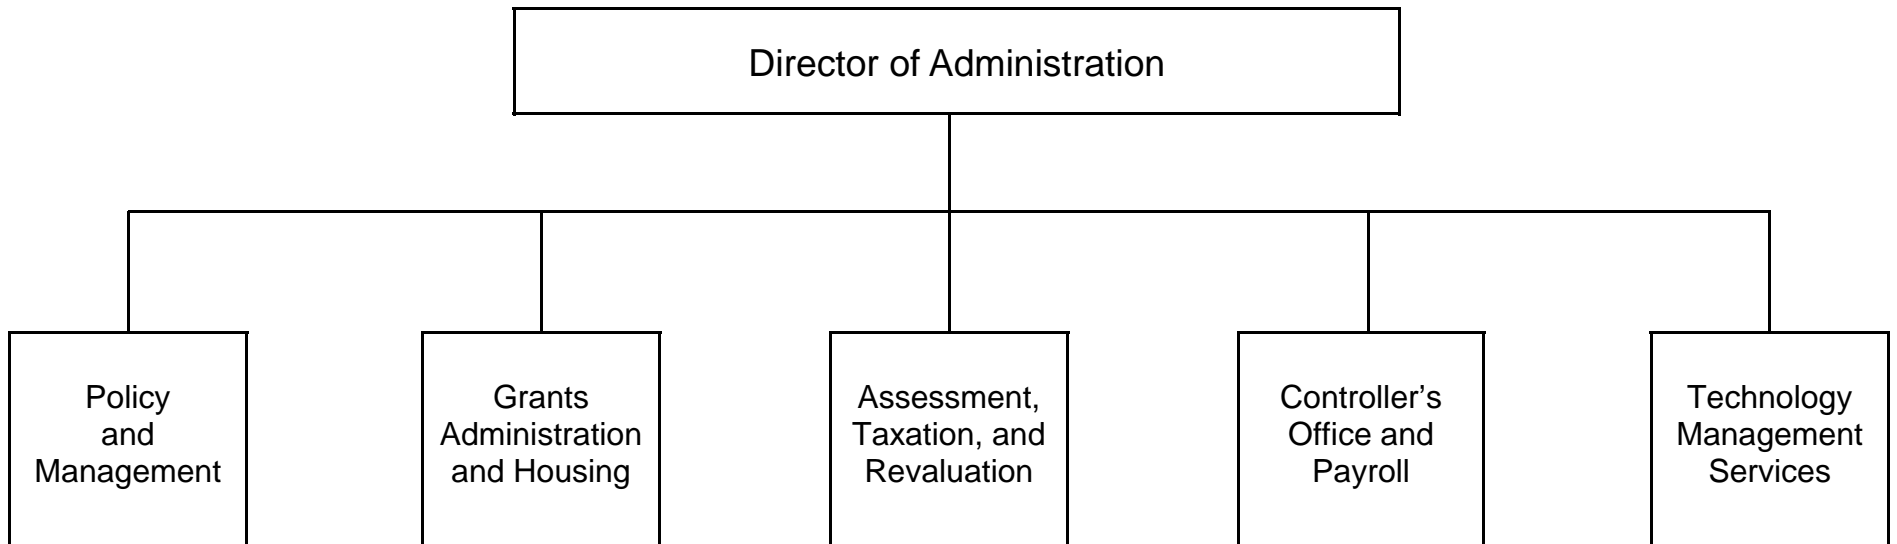 Director of Administration
Policy
and
Management
Grants
Administration
and Housing
Assessment,
Taxation, and
Revaluation
Controller’s
Office and
Payroll
Technology
Management
Services